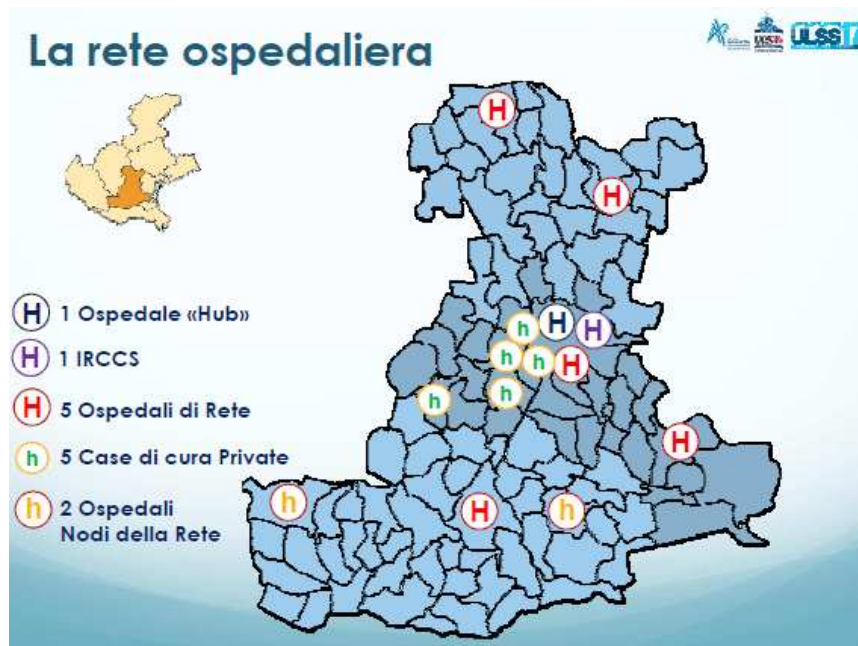 La rete ospedaliera
ULSS
H 1 Ospedale «Hub»
H 1 IRCCS
H 5 Ospedali di Rete
h 5 Case di cura Private
h 2 Ospedali
Nodi della Rete
H
H
h H H
h h H
h h
H
h H h